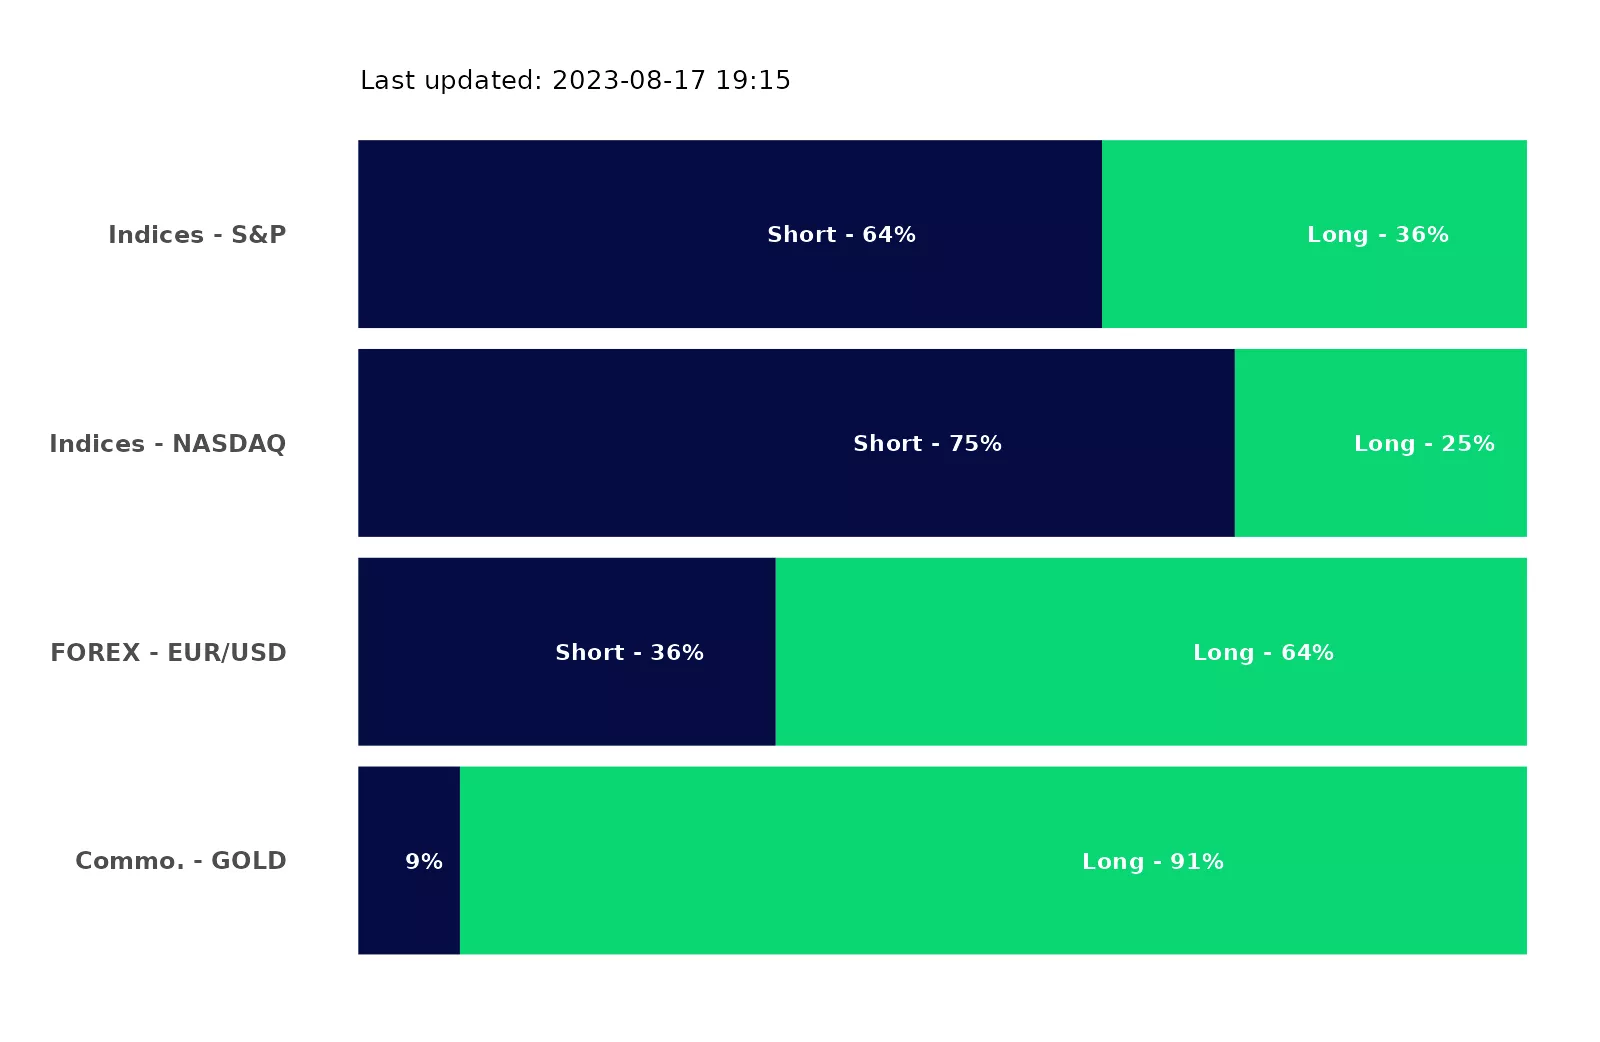 Last updated: 2023-08-17 19:15
Indices - S&P
Short - 64%
Long - 36%
Indices - NASDAQ
Short - 75%
Long - 25%
FOREX - EUR/USD
Short - 36%
Long - 64%
Commo. - GOLD
9%
Long - 91%